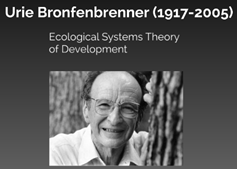 Urie Bronfenbrenner (1917-2005)
Ecological Systems Theory
of Development